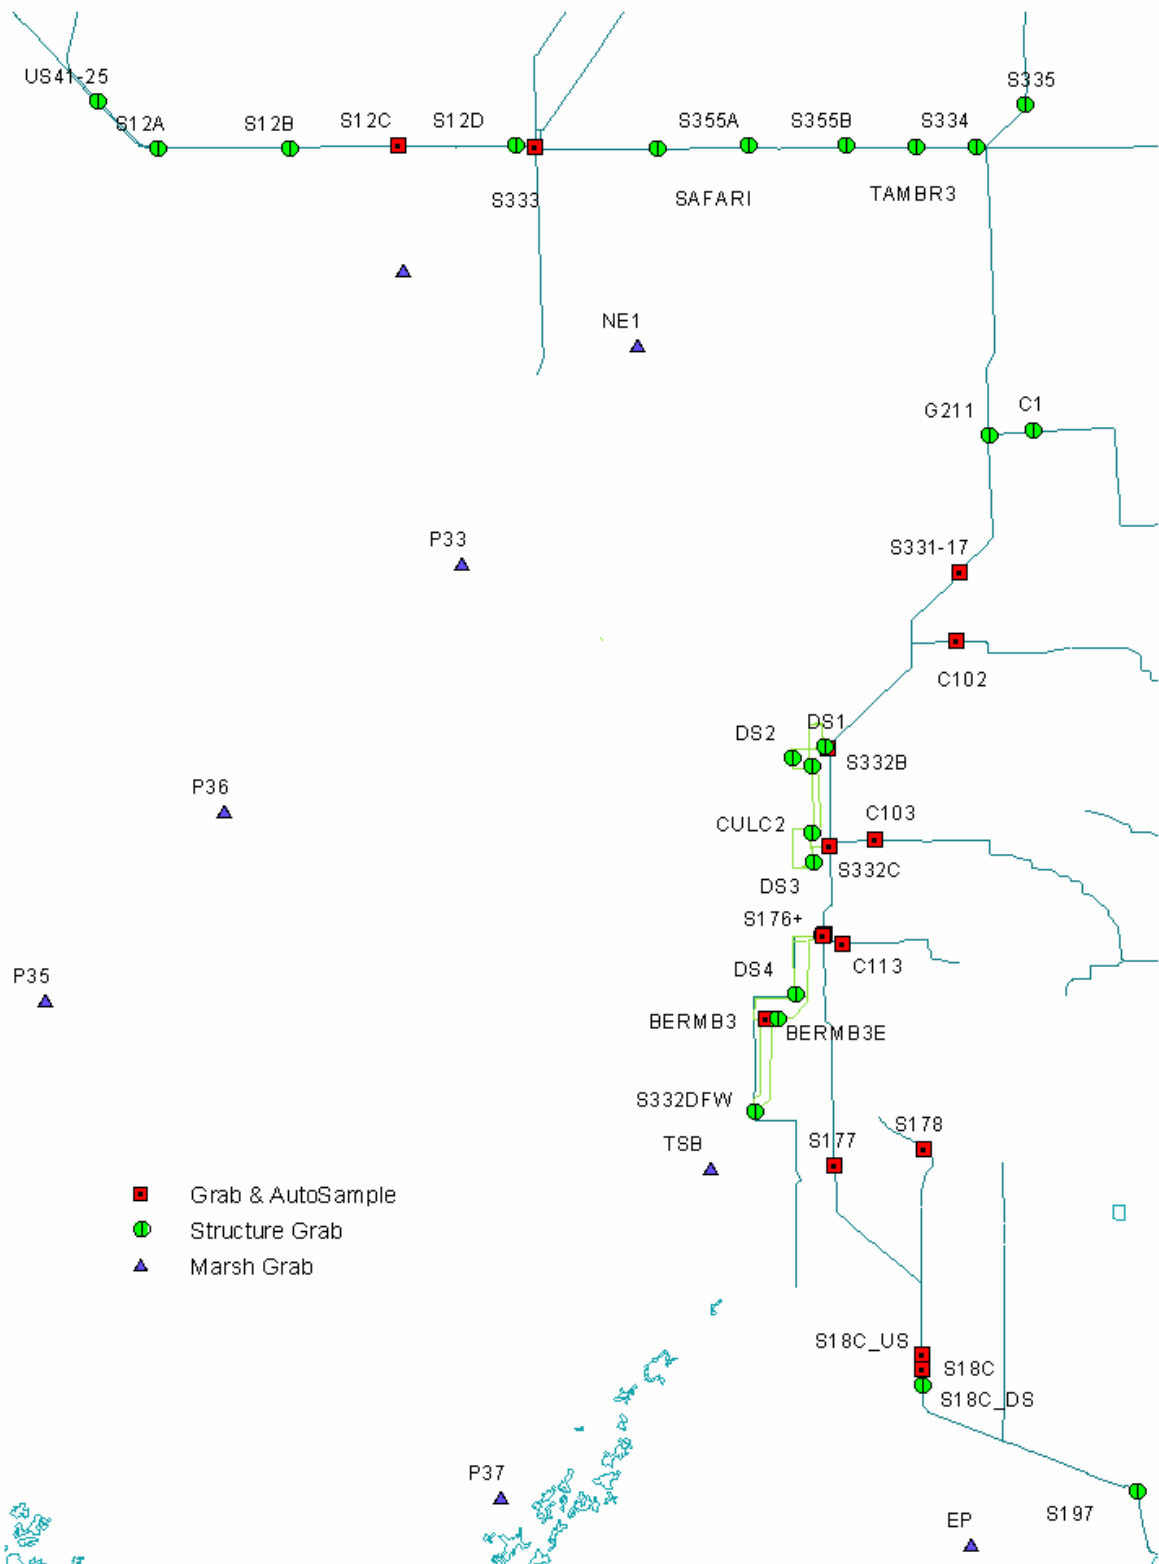 US41-25
S335
S12A
S12B
S12C
S12D
S355A
S355B
S334
S333
SAFARI
TAMBR3
NE1
G211
C1
P33
S331-17
C102
DS1
DS2
S332B
P36
CULC2
C103
S332C
DS3
S176+
C113
DS4
P35
BERMB3
BERMB3E
S332DFW
TSB
S177
S178
Grab & AutoSample
Structure Grab
Marsh Grab
S18C_US
S18C
S18C_DS
P37
S197
EP